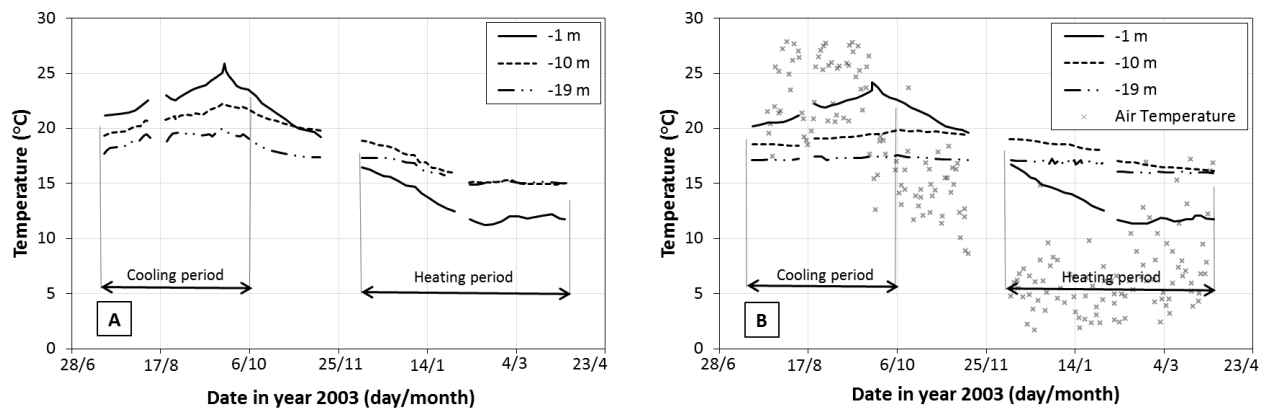 30
25
20
15
10
5
0
Temperature (°C)
-1 m
-10 m
-19 m
Cooling period
Heating period
A
28/6 17/8 6/10 25/11 14/1 4/3 23/4
Date in year 2003 (day/month)
30
25
20
15
10
5
0
Temperature (°C)
-1 m
-10 m
-19 m
Air Temperature
Cooling period
Heating period
B
28/6 17/8 6/10 25/11 14/1 4/3 23/4
Date in year 2003 (day/month)